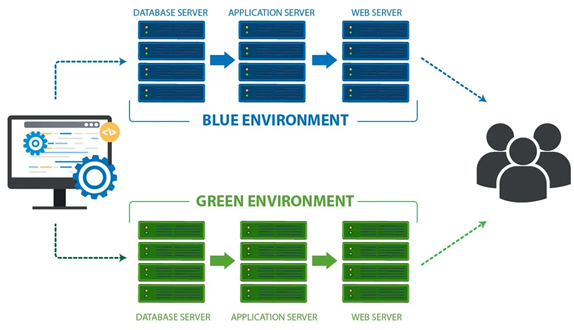 DATABASE SERVER
APPLICATION SERVER
WEB SERVER
BLUE ENVIRONMENT
</>
GREEN ENVIRONMENT
DATABASE SERVER
APPLICATION SERVER
WEB SERVER